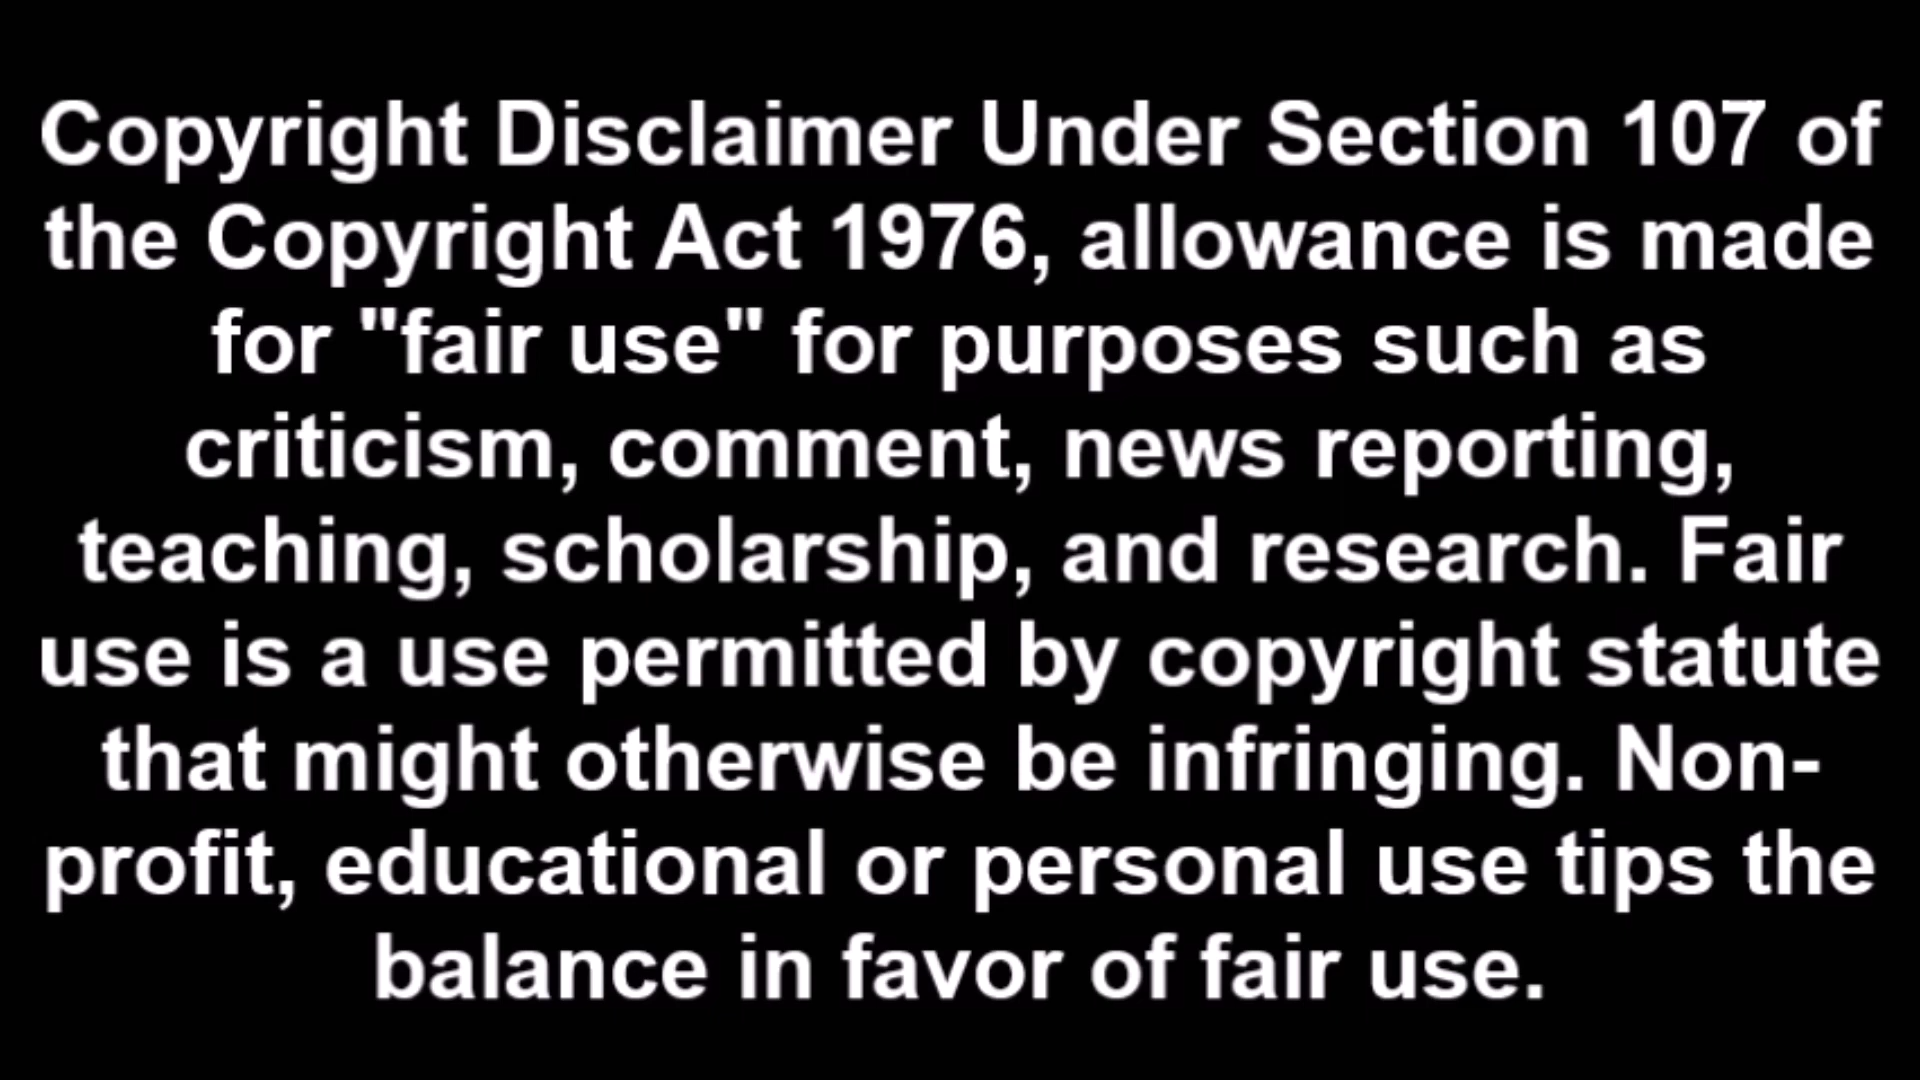 Copyright Disclaimer Under Section 107 of
the Copyright Act 1976, allowance is made
for "fair use" for purposes such as
criticism, comment, news reporting,
teaching, scholarship, and research. Fair
use is a use permitted by copyright statute
that might otherwise be infringing. Non-
profit, educational or personal use tips the
balance in favor of fair use.